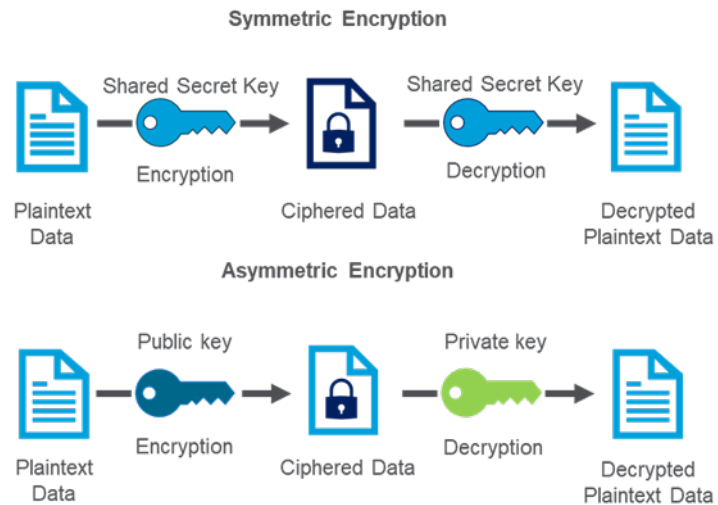 Symmetric Encryption
Shared Secret Key
Shared Secret Key
Encryption
Decryption
Plaintext
Data
Ciphered Data
Decrypted
Plaintext Data
Asymmetric Encryption
Public key
Private key
Encryption
Decryption
Plaintext
Data
Ciphered Data
Decrypted
Plaintext Data